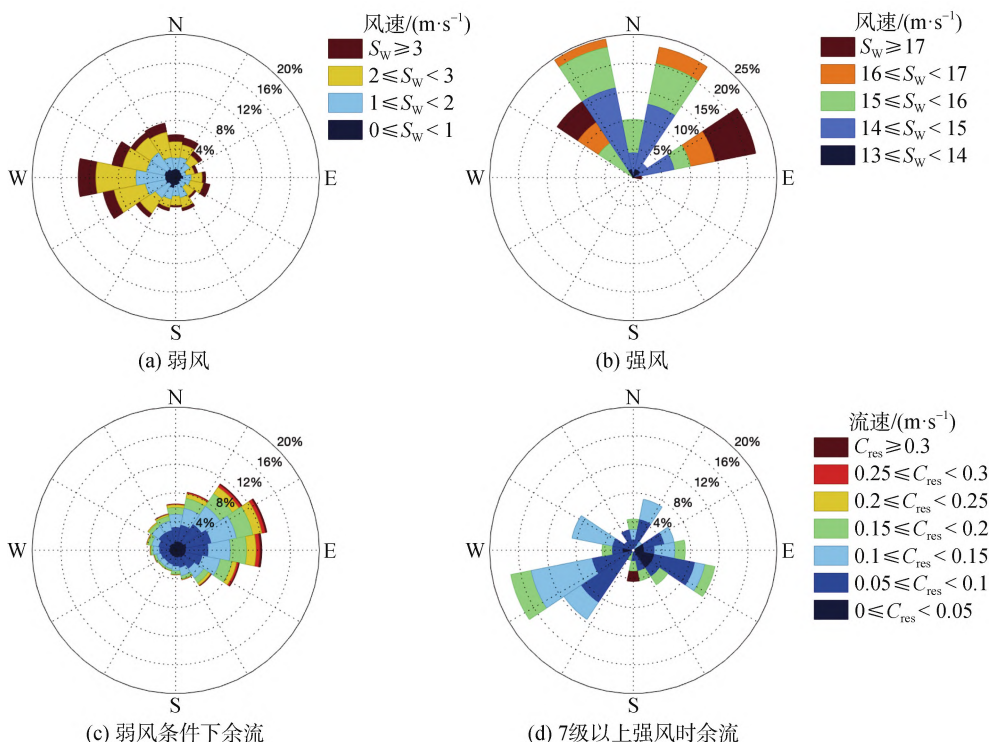 N
W
E
S
4%
8%
12%
16%
20%
风速/(m·s⁻¹)
S_W≥3
2≤S_W<3
1≤S_W<2
0≤S_W<1
(a) 弱风
N
W
E
S
5%
10%
15%
20%
25%
风速/(m·s⁻¹)
S_W≥17
16≤S_W<17
15≤S_W<16
14≤S_W<15
13≤S_W<14
(b) 强风
N
W
E
S
4%
8%
12%
16%
20%
(c) 弱风条件下余流
N
W
E
S
4%
8%
12%
16%
20%
流速/(m·s⁻¹)
C_res≥0.3
0.25≤C_res<0.3
0.2≤C_res<0.25
0.15≤C_res<0.2
0.1≤C_res<0.15
0.05≤C_res<0.1
0≤C_res<0.05
(d) 7级以上强风时余流